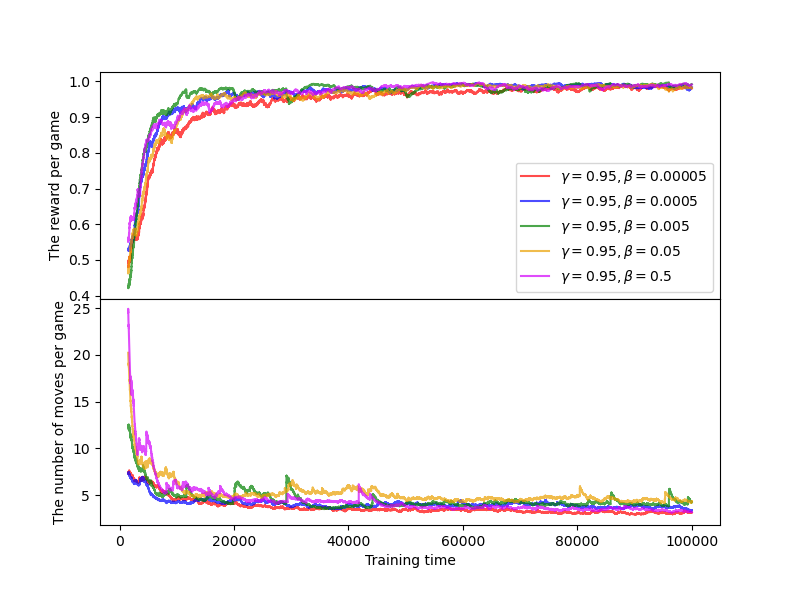 The reward per game
1.0
0.9
0.8
0.7
0.6
0.5
0.4
γ = 0.95, β = 0.00005
γ = 0.95, β = 0.0005
γ = 0.95, β = 0.005
γ = 0.95, β = 0.05
γ = 0.95, β = 0.5
The number of moves per game
25
20
15
10
5
0 20000 40000 60000 80000 100000
Training time